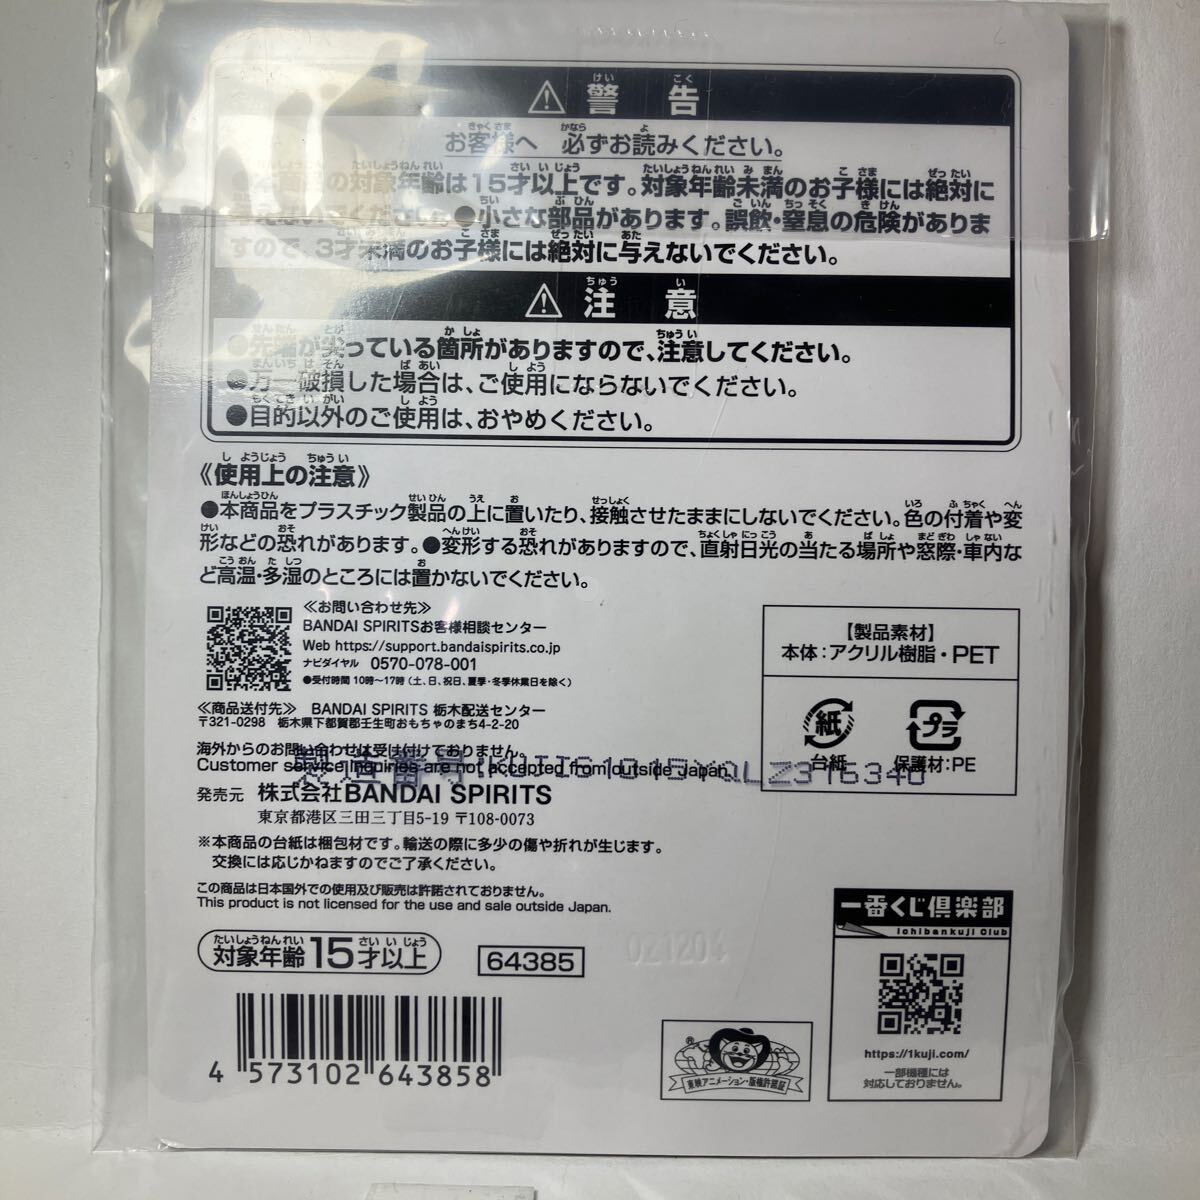 警告
お客様へ 必ずお読みください。
の対象年齢は15才以上です。対象年齢未満のお子様には絶対に
●小さな部品があります。誤飲・窒息の危険がありま
すので、3才未満のお子様には絶対に与えないでください。
注意
●先端が尖っている箇所がありますので、注意してください。
●万一破損した場合は、ご使用にならないでください。
●目的以外のご使用は、おやめください。
《使用上の注意》
●本商品をプラスチック製品の上に置いたり、接触させたままにしないでください。色の付着や変
形などの恐れがあります。●変形する恐れがありますので、直射日光の当たる場所や窓際・車内な
ど高温・多湿のところには置かないでください。
≪お問い合わせ先≫
BANDAI SPIRITSお客様相談センター
Web https://support.bandaispirits.co.jp
ナビダイヤル 0570-078-001
●受付時間 10時〜17時(土、日、祝日、夏季・冬季休業日を除く)
≪商品送付先≫ BANDAI SPIRITS 栃木配送センター
〒321-0298 栃木県下都賀郡壬生町おもちゃのまち4-2-20
海外からのお問い合わせは受け付けておりません。
Customer service inquiries are not accepted from outside Japan.
製造番号
発売元 株式会社BANDAI SPIRITS
東京都港区三田三丁目5-19 〒108-0073
※本商品の台紙は梱包材です。輸送の際に多少の傷や折れが生じます。
交換には応じかねますのでご了承ください。
この商品は日本国外での使用及び販売は許諾されておりません。
This product is not licensed for the use and sale outside Japan.
対象年齢15才以上
64385
021204
4 573102 643858
【製品素材】
本体:アクリル樹脂・PET
紙
台紙
プラ
保護材:PE
一番くじ倶楽部
Ichibankuji Club
https://1kuji.com/
一部機種には
対応しておりません。
東映アニメーション・版権許諾証